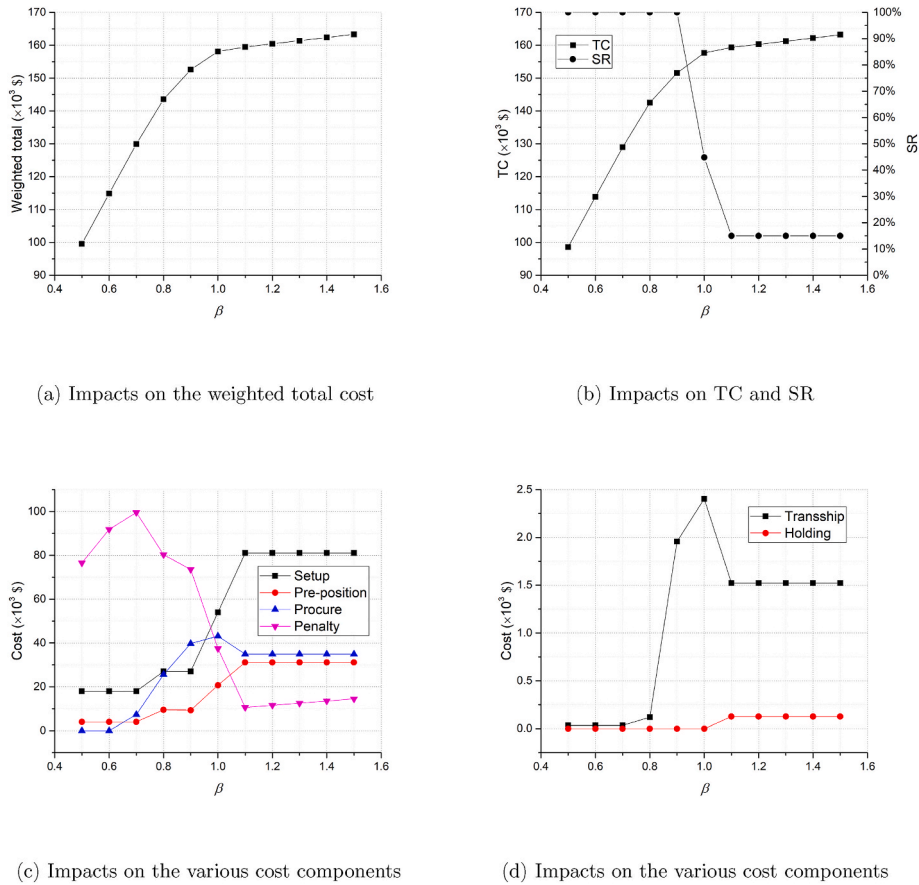 170
160
150
140
130
120
110
100
90
Weighted total (×10³ $)
0.4 0.6 0.8 1.0 1.2 1.4 1.6
β
(a) Impacts on the weighted total cost
170
160
150
140
130
120
110
100
90
TC (×10³ $)
TC
SR
100%
90%
80%
70%
60%
50%
40%
30%
20%
10%
0%
SR
0.4 0.6 0.8 1.0 1.2 1.4 1.6
β
(b) Impacts on TC and SR
100
80
60
40
20
0
Cost (×10³ $)
Setup
Pre-position
Procure
Penalty
0.4 0.6 0.8 1.0 1.2 1.4 1.6
β
(c) Impacts on the various cost components
2.5
2.0
1.5
1.0
0.5
0.0
Cost (×10³ $)
Transship
Holding
0.4 0.6 0.8 1.0 1.2 1.4 1.6
β
(d) Impacts on the various cost components